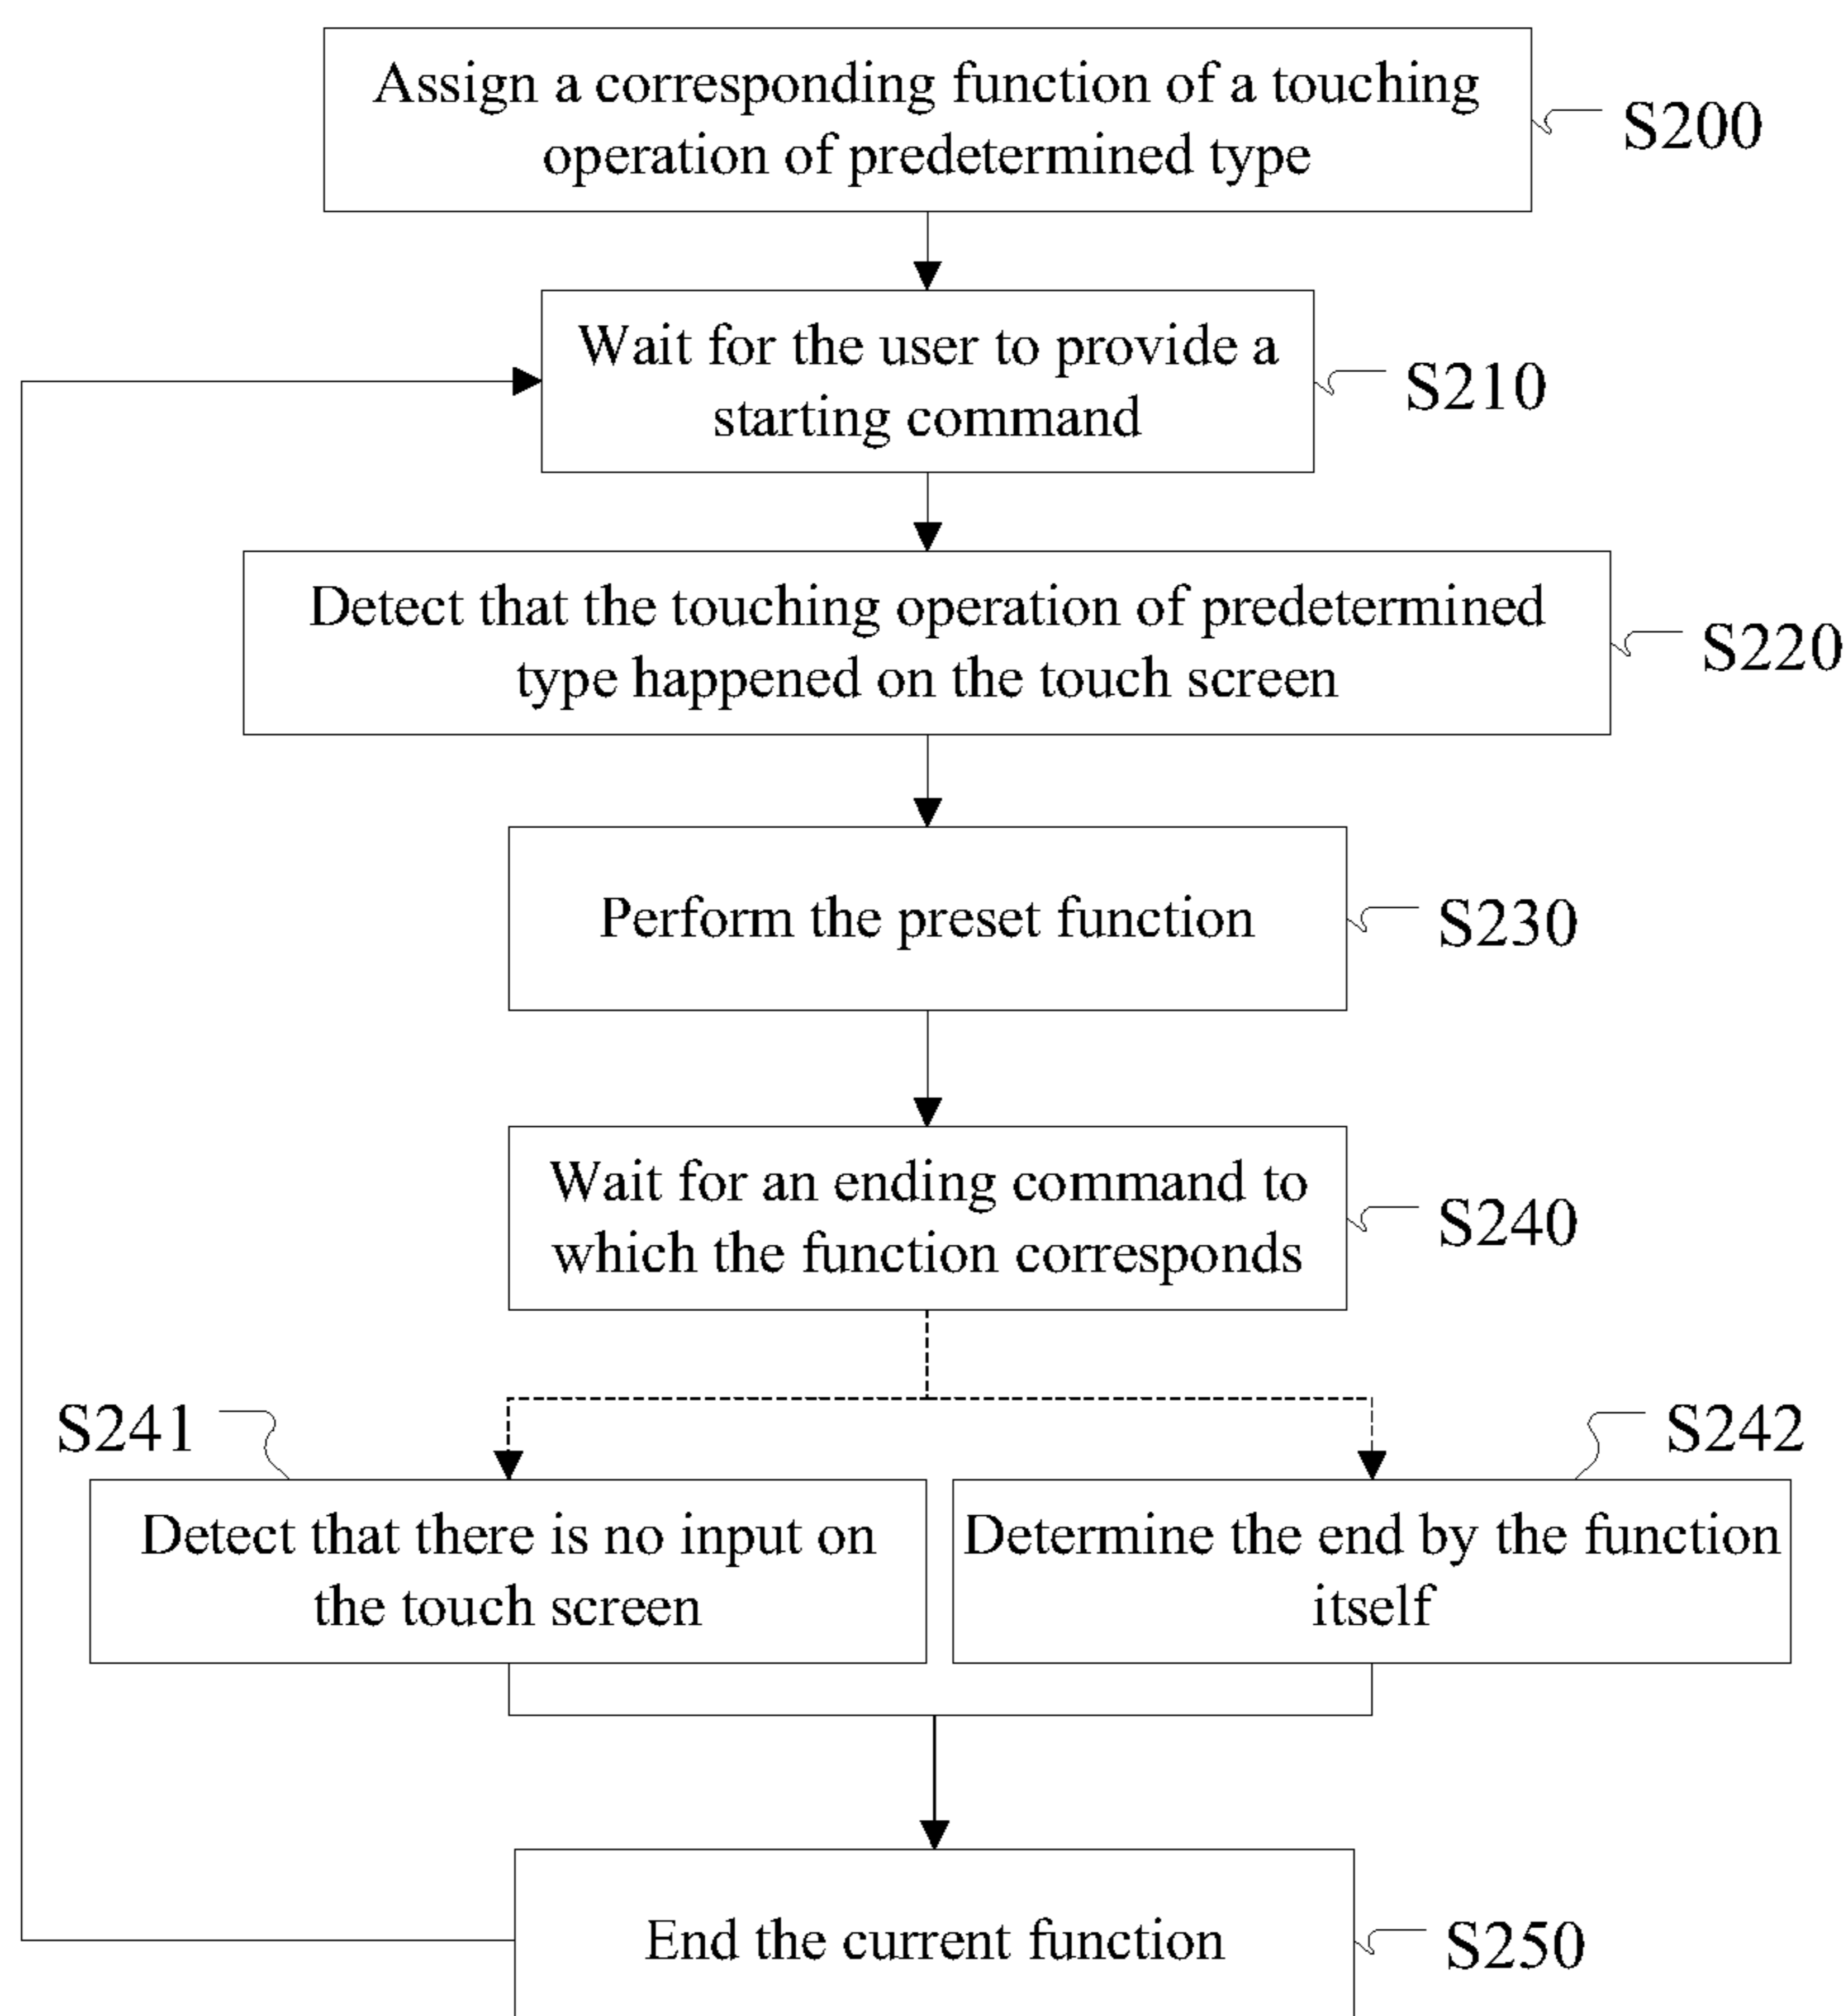 Assign a corresponding function of a touching
operation of predetermined type
S200
Wait for the user to provide a
starting command
S210
Detect that the touching operation of predetermined
type happened on the touch screen
S220
Perform the preset function
S230
Wait for an ending command to
which the function corresponds
S240
S241
S242
Detect that there is no input on
the touch screen
Determine the end by the function
itself
End the current function
S250